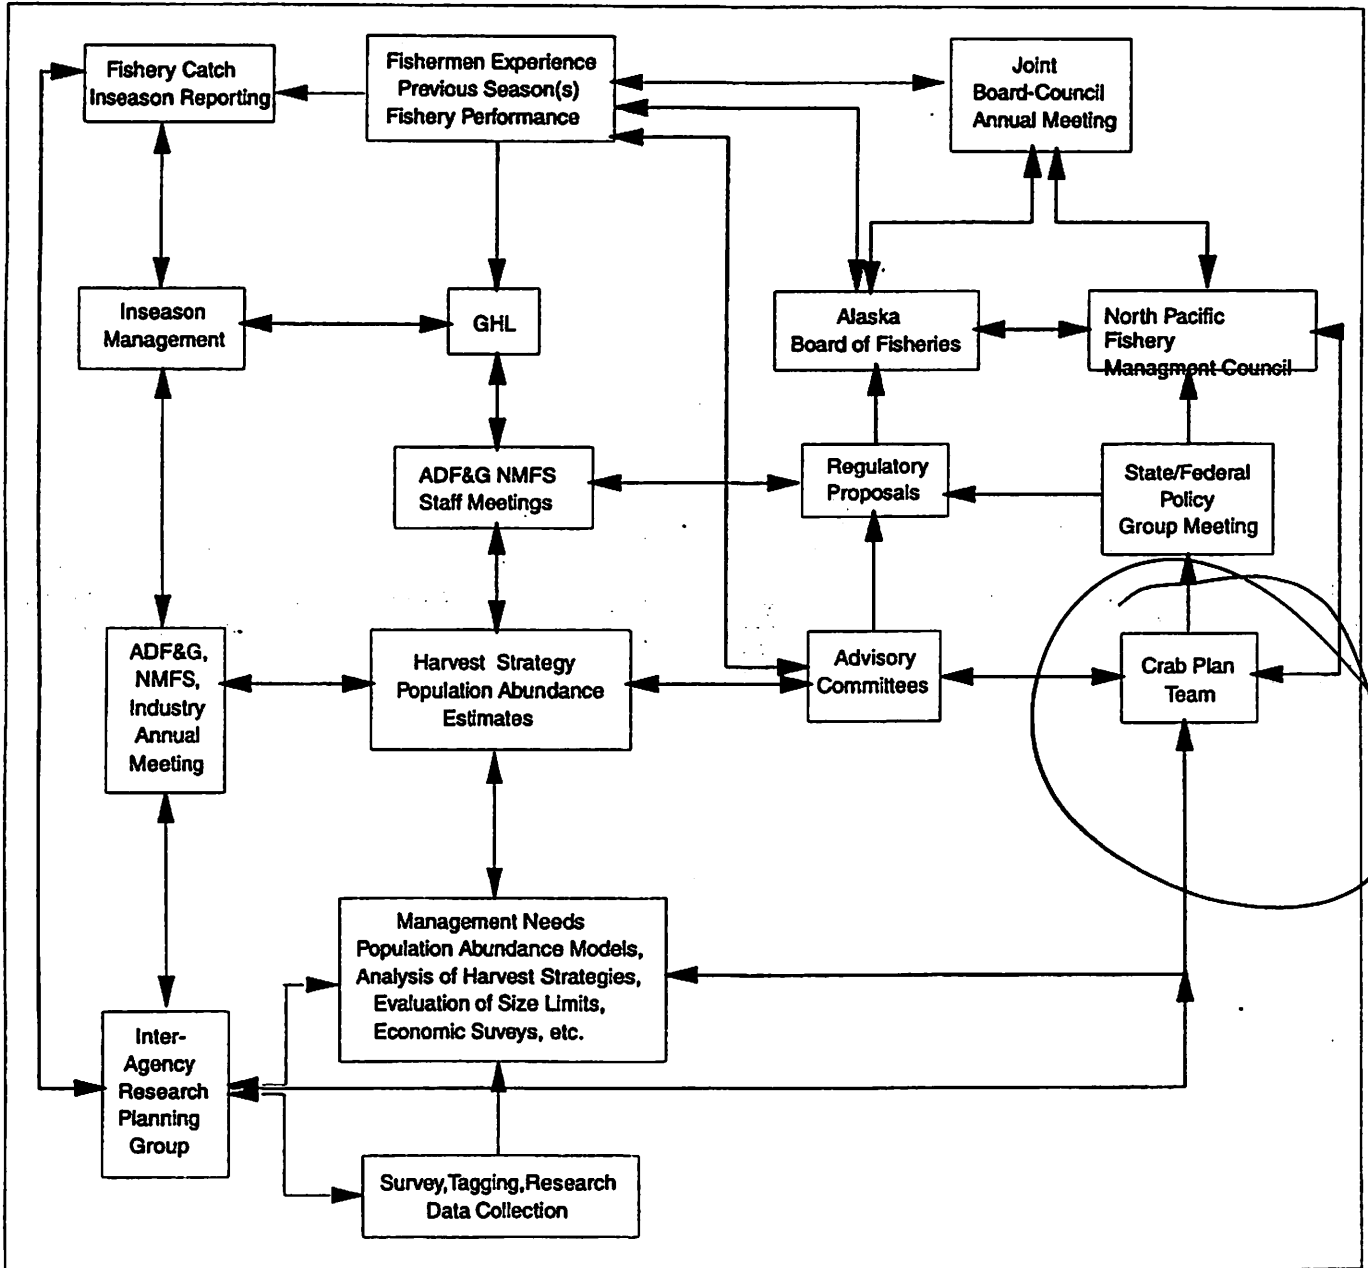 Fishery Catch
Inseason Reporting
Fishermen Experience
Previous Season(s)
Fishery Performance
Joint
Board-Council
Annual Meeting
Inseason
Management
GHL
Alaska
Board of Fisheries
North Pacific
Fishery
Managment Council
ADF&G NMFS
Staff Meetings
Regulatory
Proposals
State/Federal
Policy
Group Meeting
ADF&G,
NMFS,
Industry
Annual
Meeting
Harvest Strategy
Population Abundance
Estimates
Advisory
Committees
Crab Plan
Team
Management Needs
Population Abundance Models,
Analysis of Harvest Strategies,
Evaluation of Size Limits,
Economic Suveys, etc.
Inter-
Agency
Research
Planning
Group
Survey,Tagging,Research
Data Collection